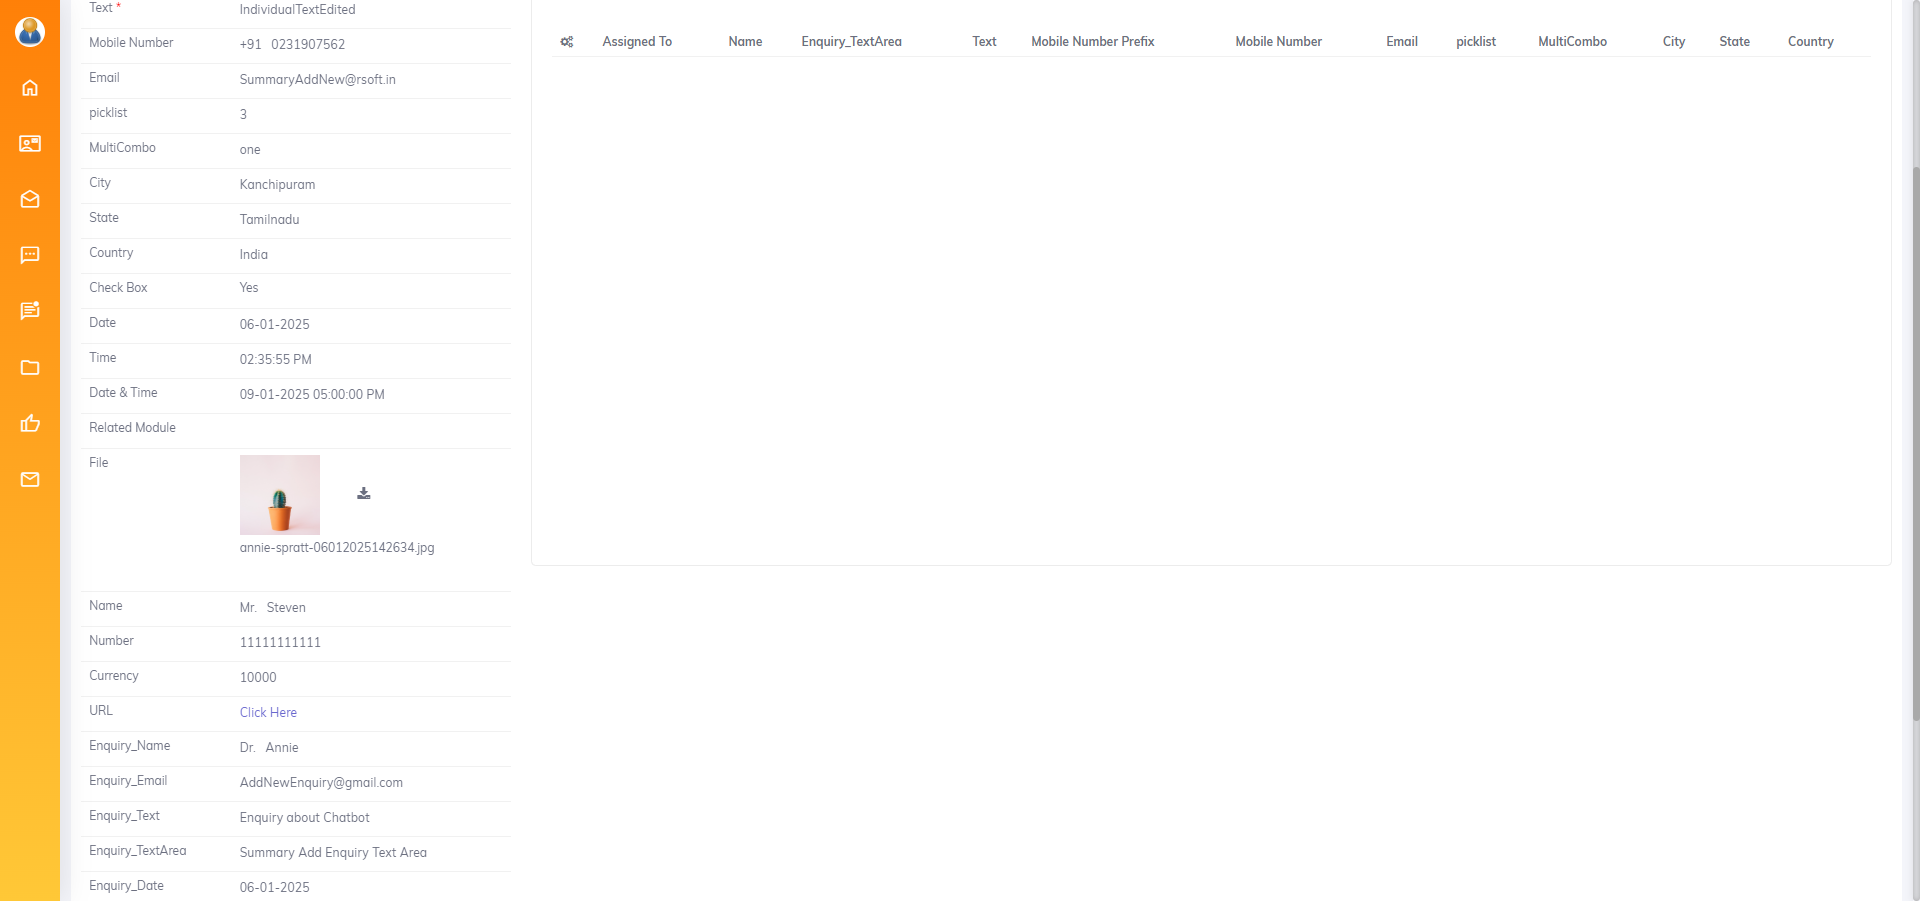 Text *
IndividualTextEdited
Mobile Number
+91 0231907562
Email
SummaryAddNew@rsoft.in
picklist
3
MultiCombo
one
City
Kanchipuram
State
Tamilnadu
Country
India
Check Box
Yes
Date
06-01-2025
Time
02:35:55 PM
Date & Time
09-01-2025 05:00:00 PM
Related Module
File
annie-spratt-06012025142634.jpg
Name
Mr. Steven
Number
11111111111
Currency
10000
URL
Click Here
Enquiry_Name
Dr. Annie
Enquiry_Email
AddNewEnquiry@gmail.com
Enquiry_Text
Enquiry about Chatbot
Enquiry_TextArea
Summary Add Enquiry Text Area
Enquiry_Date
06-01-2025
Assigned To Name Enquiry_TextArea Text Mobile Number Prefix Mobile Number Email picklist MultiCombo City State Country